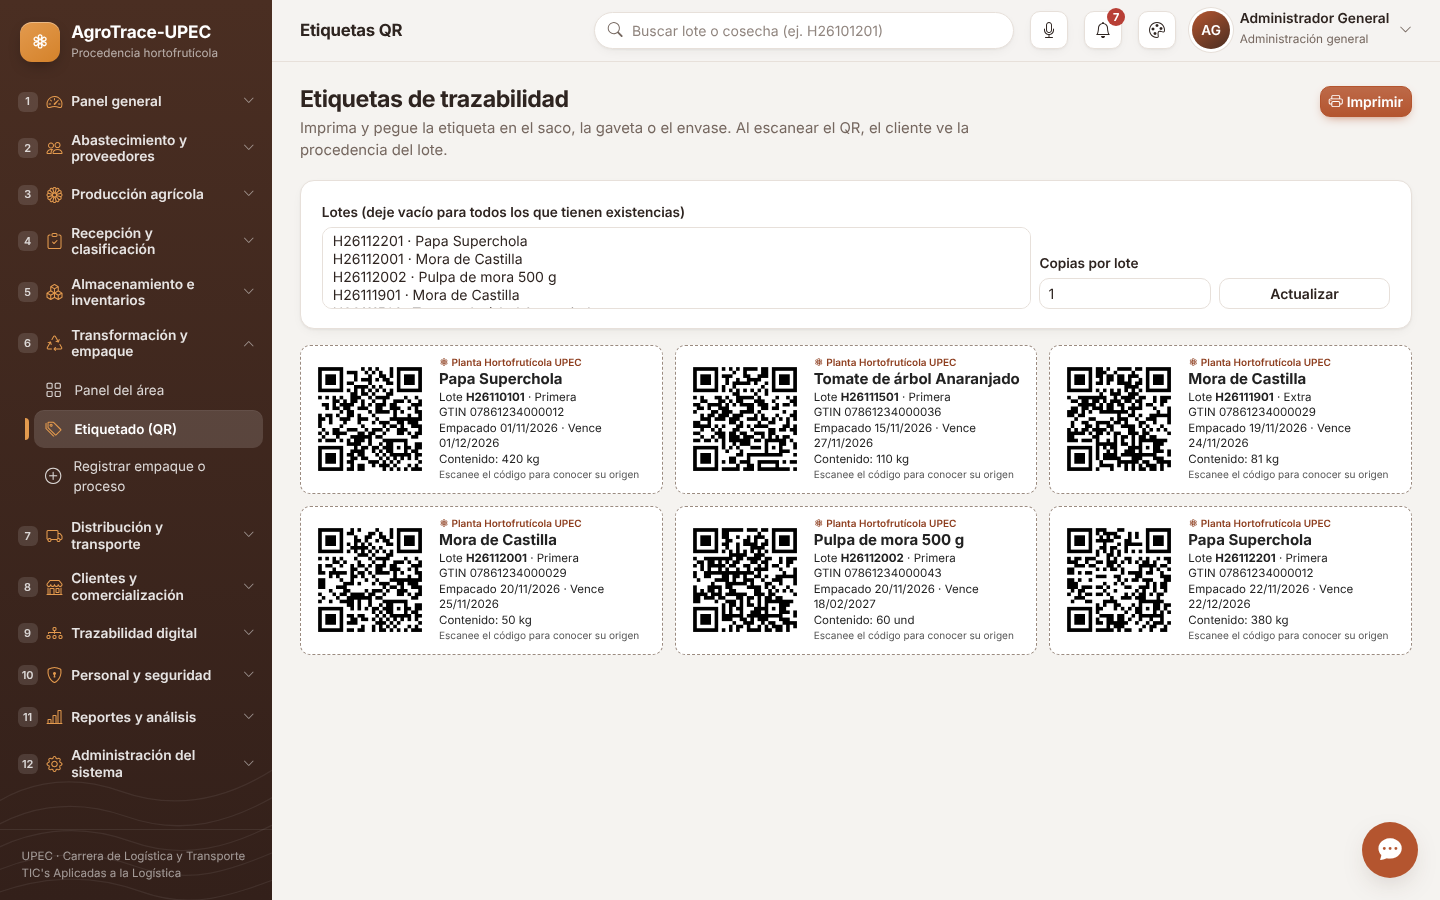 AgroTrace-UPEC
Procedencia hortofrutícola
1 Panel general
2 Abastecimiento y
proveedores
3 Producción agrícola
4 Recepción y
clasificación
5 Almacenamiento e
inventarios
6 Transformación y
empaque
Panel del área
Etiquetado (QR)
Registrar empaque o
proceso
7 Distribución y
transporte
8 Clientes y
comercialización
9 Trazabilidad digital
10 Personal y seguridad
11 Reportes y análisis
12 Administración del
sistema
UPEC · Carrera de Logística y Transporte
TIC's Aplicadas a la Logística
Etiquetas QR
Buscar lote o cosecha (ej. H26101201)
7
AG
Administrador General
Administración general
Etiquetas de trazabilidad
Imprima y pegue la etiqueta en el saco, la gaveta o el envase. Al escanear el QR, el cliente ve la
procedencia del lote.
Imprimir
Lotes (deje vacío para todos los que tienen existencias)
H26112201 · Papa Superchola
H26112001 · Mora de Castilla
H26112002 · Pulpa de mora 500 g
H26111901 · Mora de Castilla
Copias por lote
1
Actualizar
Planta Hortofrutícola UPEC
Papa Superchola
Lote H26110101 · Primera
GTIN 07861234000012
Empacado 01/11/2026 · Vence
01/12/2026
Contenido: 420 kg
Escanee el código para conocer su origen
Planta Hortofrutícola UPEC
Tomate de árbol Anaranjado
Lote H26111501 · Primera
GTIN 07861234000036
Empacado 15/11/2026 · Vence
27/11/2026
Contenido: 110 kg
Escanee el código para conocer su origen
Planta Hortofrutícola UPEC
Mora de Castilla
Lote H26111901 · Extra
GTIN 07861234000029
Empacado 19/11/2026 · Vence
24/11/2026
Contenido: 81 kg
Escanee el código para conocer su origen
Planta Hortofrutícola UPEC
Mora de Castilla
Lote H26112001 · Primera
GTIN 07861234000029
Empacado 20/11/2026 · Vence
25/11/2026
Contenido: 50 kg
Escanee el código para conocer su origen
Planta Hortofrutícola UPEC
Pulpa de mora 500 g
Lote H26112002 · Primera
GTIN 07861234000043
Empacado 20/11/2026 · Vence
18/02/2027
Contenido: 60 und
Escanee el código para conocer su origen
Planta Hortofrutícola UPEC
Papa Superchola
Lote H26112201 · Primera
GTIN 07861234000012
Empacado 22/11/2026 · Vence
22/12/2026
Contenido: 380 kg
Escanee el código para conocer su origen